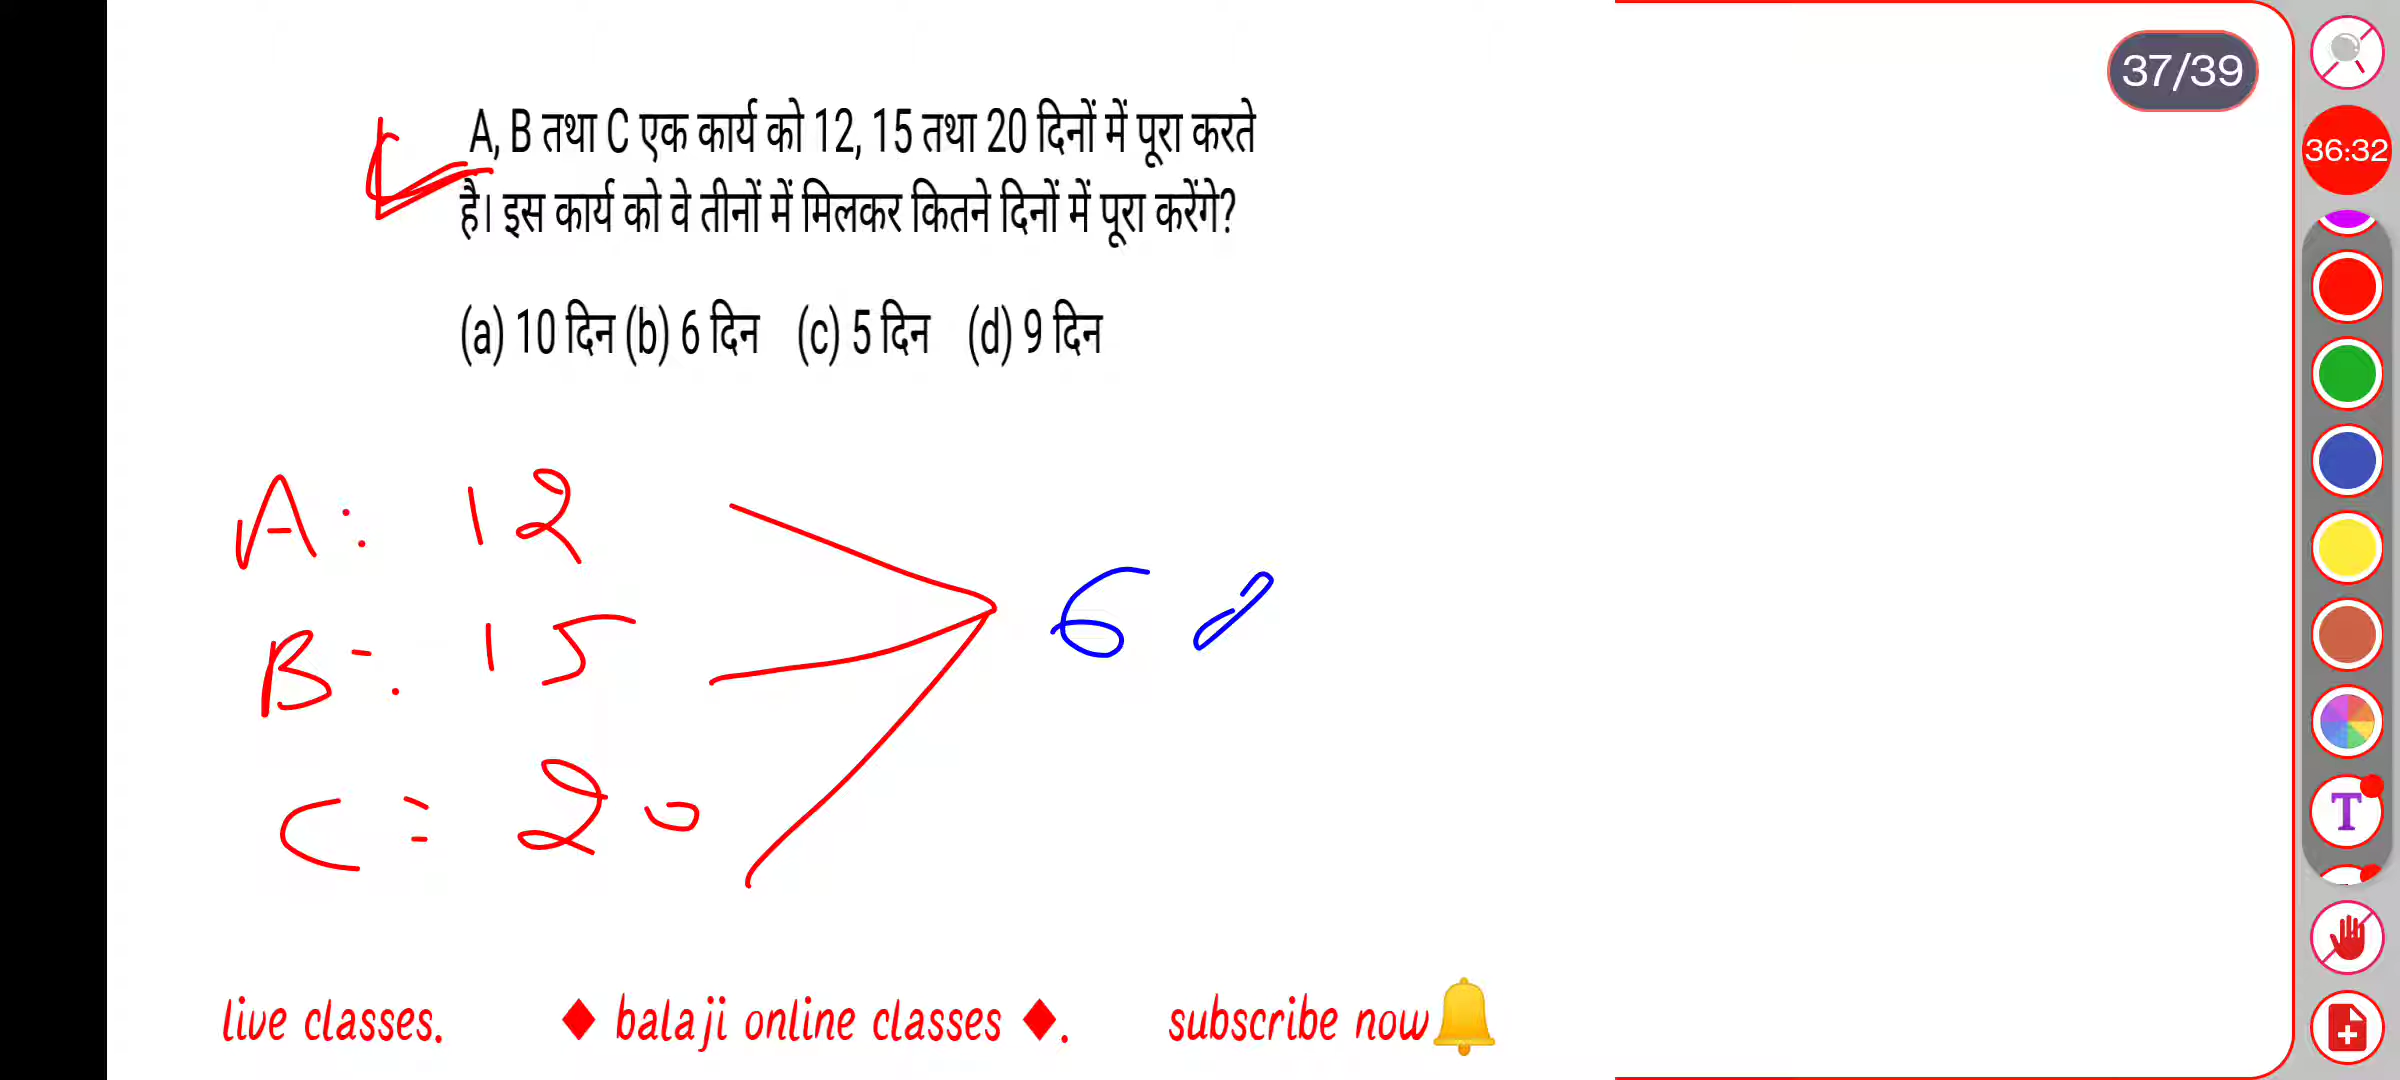 37/39
36:32
A, B तथा C एक कार्य को 12, 15 तथा 20 दिनों में पूरा करते
है। इस कार्य को वे तीनों में मिलकर कितने दिनों में पूरा करेंगे?
(a) 10 दिन (b) 6 दिन (c) 5 दिन (d) 9 दिन
A : 12
B - . 15
C = 20
6
T
live classes. ♦ balaji online classes ♦. subscribe now🔔